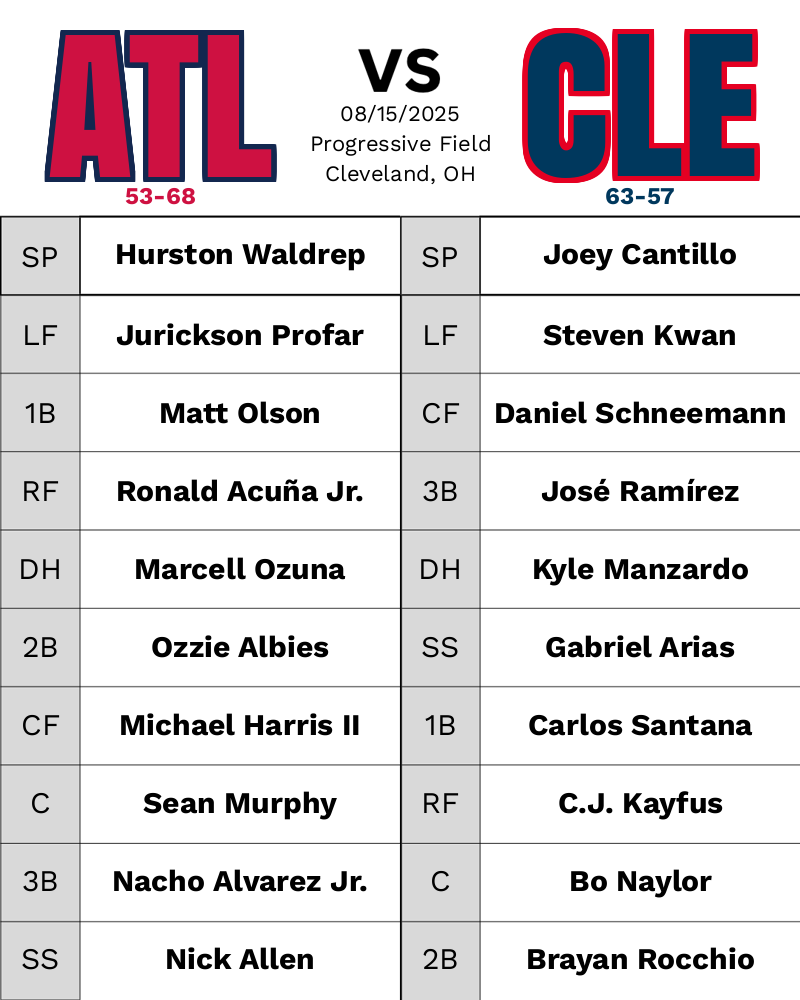 ATL
VS
CLE
08/15/2025
Progressive Field
Cleveland, OH
53-68
63-57
SP Hurston Waldrep SP Joey Cantillo
LF Jurickson Profar LF Steven Kwan
1B Matt Olson CF Daniel Schneemann
RF Ronald Acuña Jr. 3B José Ramírez
DH Marcell Ozuna DH Kyle Manzardo
2B Ozzie Albies SS Gabriel Arias
CF Michael Harris II 1B Carlos Santana
C Sean Murphy RF C.J. Kayfus
3B Nacho Alvarez Jr. C Bo Naylor
SS Nick Allen 2B Brayan Rocchio